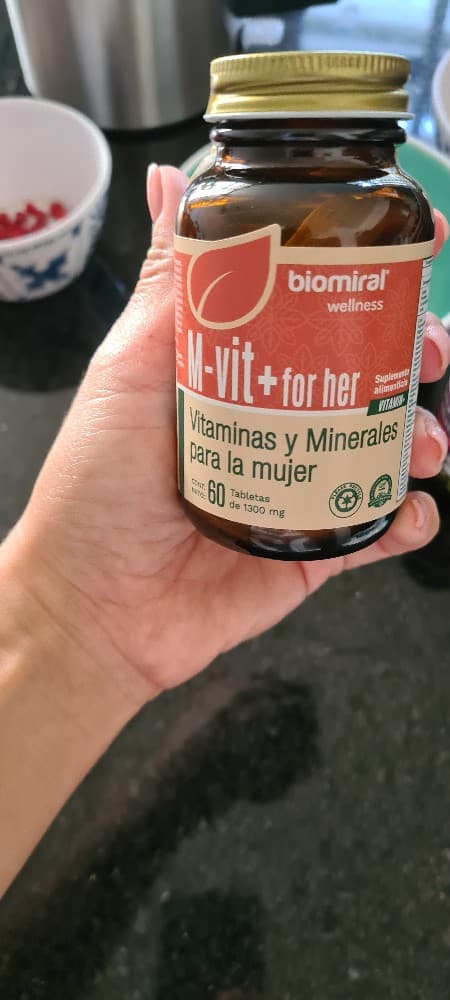 biomiral®
wellness
M-vit+ for her
Suplemento
alimenticio
VITAMIN+
Vitaminas y Minerales
para la mujer
CONT.
NETO: 60 Tabletas
de 1300 mg